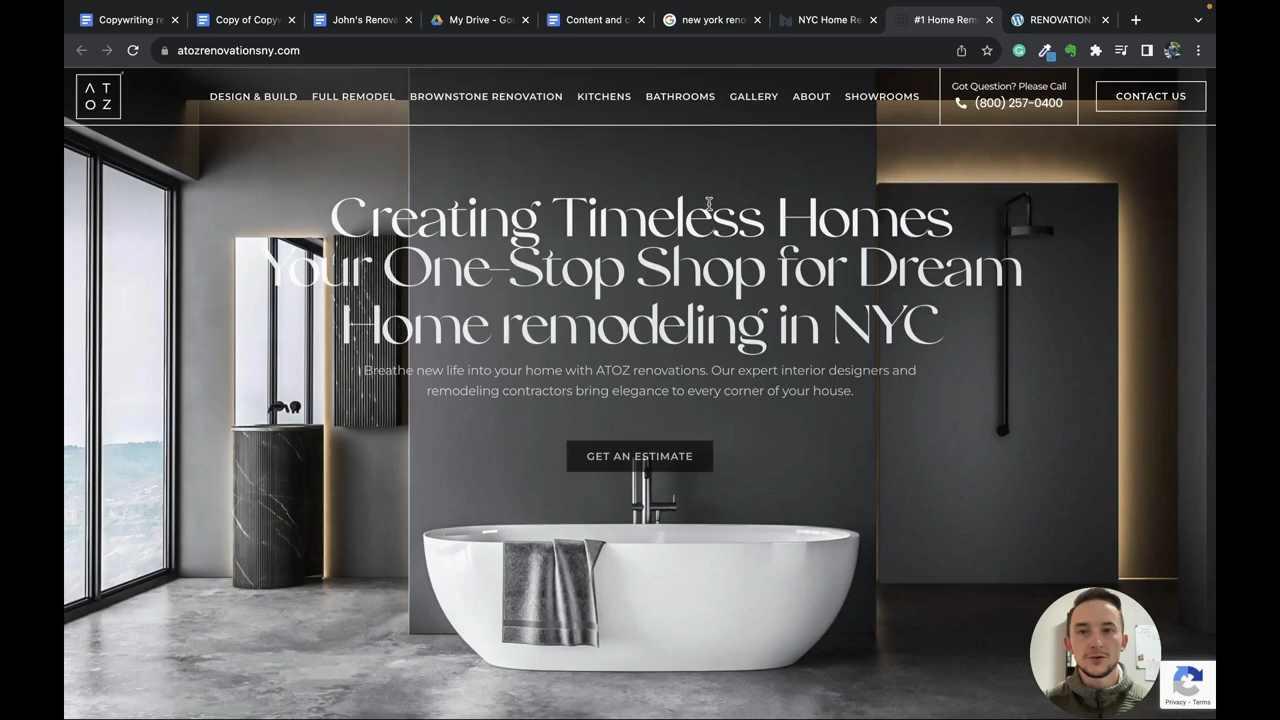 Copywriting re
Copy of Copyv
John's Renova
My Drive - Goo
Content and c
new york reno
NYC Home Re
#1 Home Rem
RENOVATION
atozrenovationsny.com
A T
O Z
DESIGN & BUILD
FULL REMODEL
BROWNSTONE RENOVATION
KITCHENS
BATHROOMS
GALLERY
ABOUT
SHOWROOMS
Got Question? Please Call
(800) 257-0400
CONTACT US
Creating Timeless Homes
Your One-Stop Shop for Dream
Home remodeling in NYC
Breathe new life into your home with ATOZ renovations. Our expert interior designers and
remodeling contractors bring elegance to every corner of your house.
GET AN ESTIMATE
Privacy - Terms